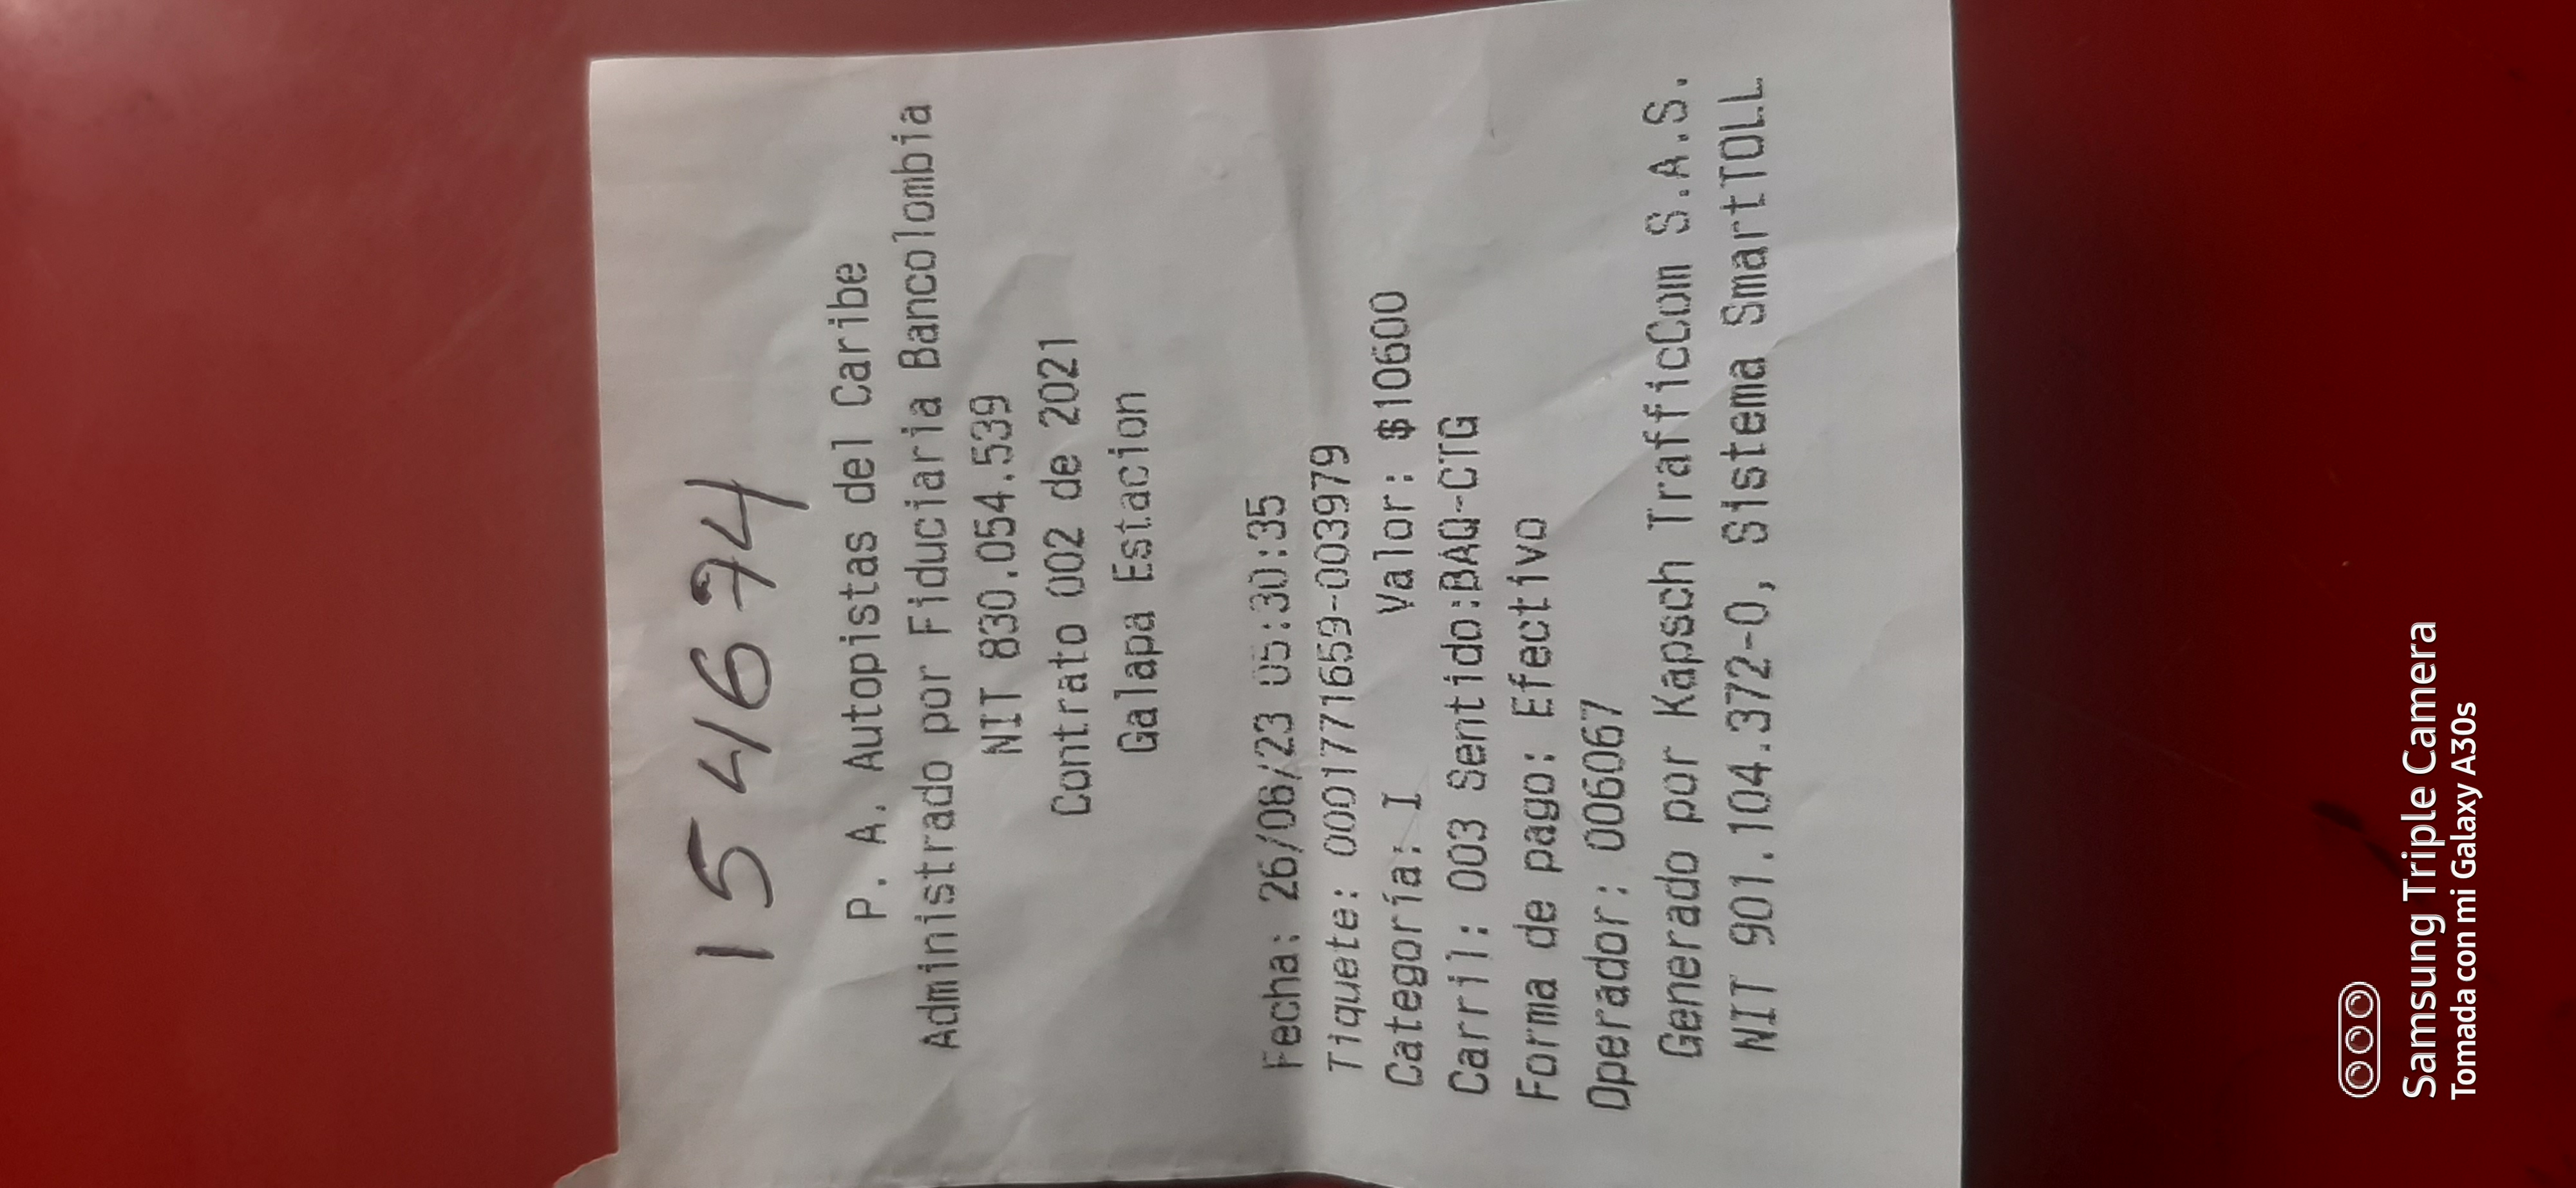 154674
P. A. Autopistas del Caribe
Administrado por Fiduciaria Bancolombia
NIT 830.054.539
Contrato 002 de 2021
Galapa Estacion
Fecha: 26/06/23 05:30:35
Tiquete: 0001771659-003979
Categoría: I Valor: $10600
Carril: 003 Sentido:BAQ-CTG
Forma de pago: Efectivo
Operador: 006067
Generado por Kapsch TrafficCom S.A.S.
NIT 901.104.372-0, Sistema SmartTOLL
Samsung Triple Camera
Tomada con mi Galaxy A30s